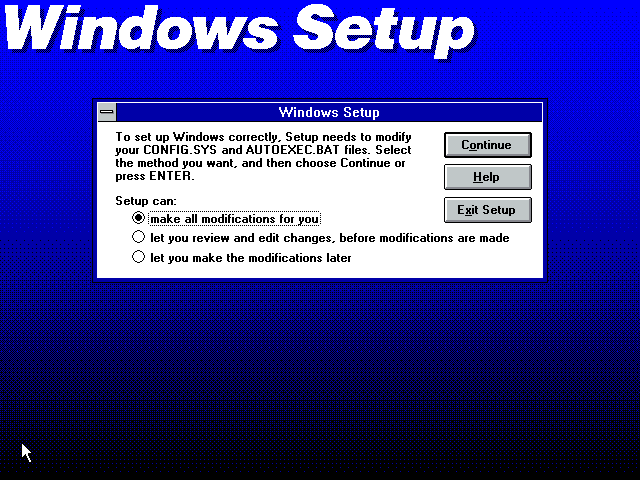 Windows Setup
Windows Setup
To set up Windows correctly, Setup needs to modify
your CONFIG.SYS and AUTOEXEC.BAT files. Select
the method you want, and then choose Continue or
press ENTER.
Setup can:
make all modifications for you
let you review and edit changes, before modifications are made
let you make the modifications later
Continue
Help
Exit Setup